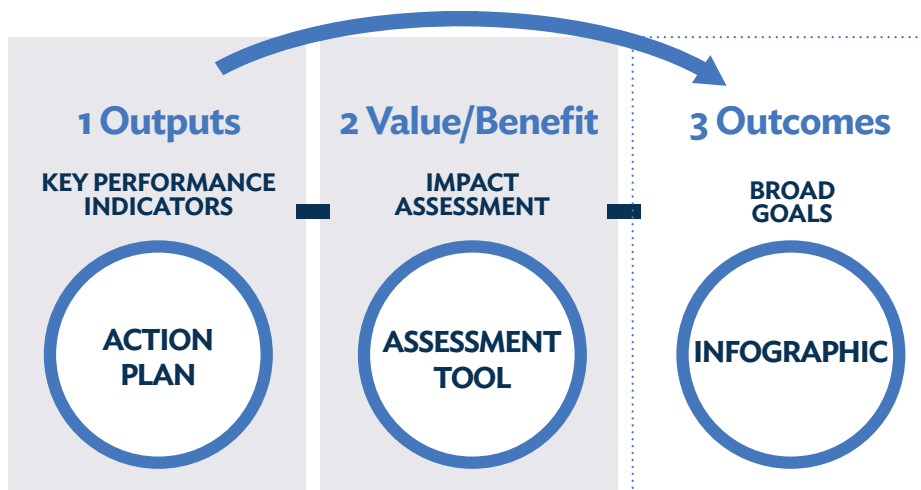 1 Outputs
KEY PERFORMANCE
INDICATORS
ACTION
PLAN
2 Value/Benefit
IMPACT
ASSESSMENT
ASSESSMENT
TOOL
3 Outcomes
BROAD
GOALS
INFOGRAPHIC